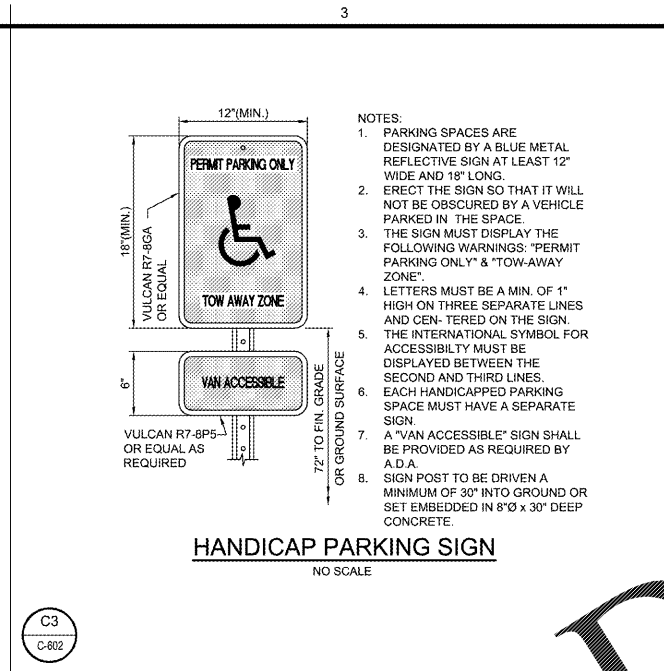 3
12"(MIN.)
PERMIT PARKING ONLY
TOW AWAY ZONE
18"(MIN.)
VULCAN R7-8GA
OR EQUAL
VAN ACCESSIBLE
6"
VULCAN R7-8P5
OR EQUAL AS
REQUIRED
72" TO FIN. GRADE
OR GROUND SURFACE
NOTES:
1. PARKING SPACES ARE
DESIGNATED BY A BLUE METAL
REFLECTIVE SIGN AT LEAST 12"
WIDE AND 18" LONG.
2. ERECT THE SIGN SO THAT IT WILL
NOT BE OBSCURED BY A VEHICLE
PARKED IN THE SPACE.
3. THE SIGN MUST DISPLAY THE
FOLLOWING WARNINGS: "PERMIT
PARKING ONLY" & "TOW-AWAY
ZONE".
4. LETTERS MUST BE A MIN. OF 1"
HIGH ON THREE SEPARATE LINES
AND CEN- TERED ON THE SIGN.
5. THE INTERNATIONAL SYMBOL FOR
ACCESSIBILTY MUST BE
DISPLAYED BETWEEN THE
SECOND AND THIRD LINES.
6. EACH HANDICAPPED PARKING
SPACE MUST HAVE A SEPARATE
SIGN.
7. A "VAN ACCESSIBLE" SIGN SHALL
BE PROVIDED AS REQUIRED BY
A.D.A.
8. SIGN POST TO BE DRIVEN A
MINIMUM OF 30" INTO GROUND OR
SET EMBEDDED IN 8"Ø x 30" DEEP
CONCRETE.
HANDICAP PARKING SIGN
NO SCALE
C3
C-602